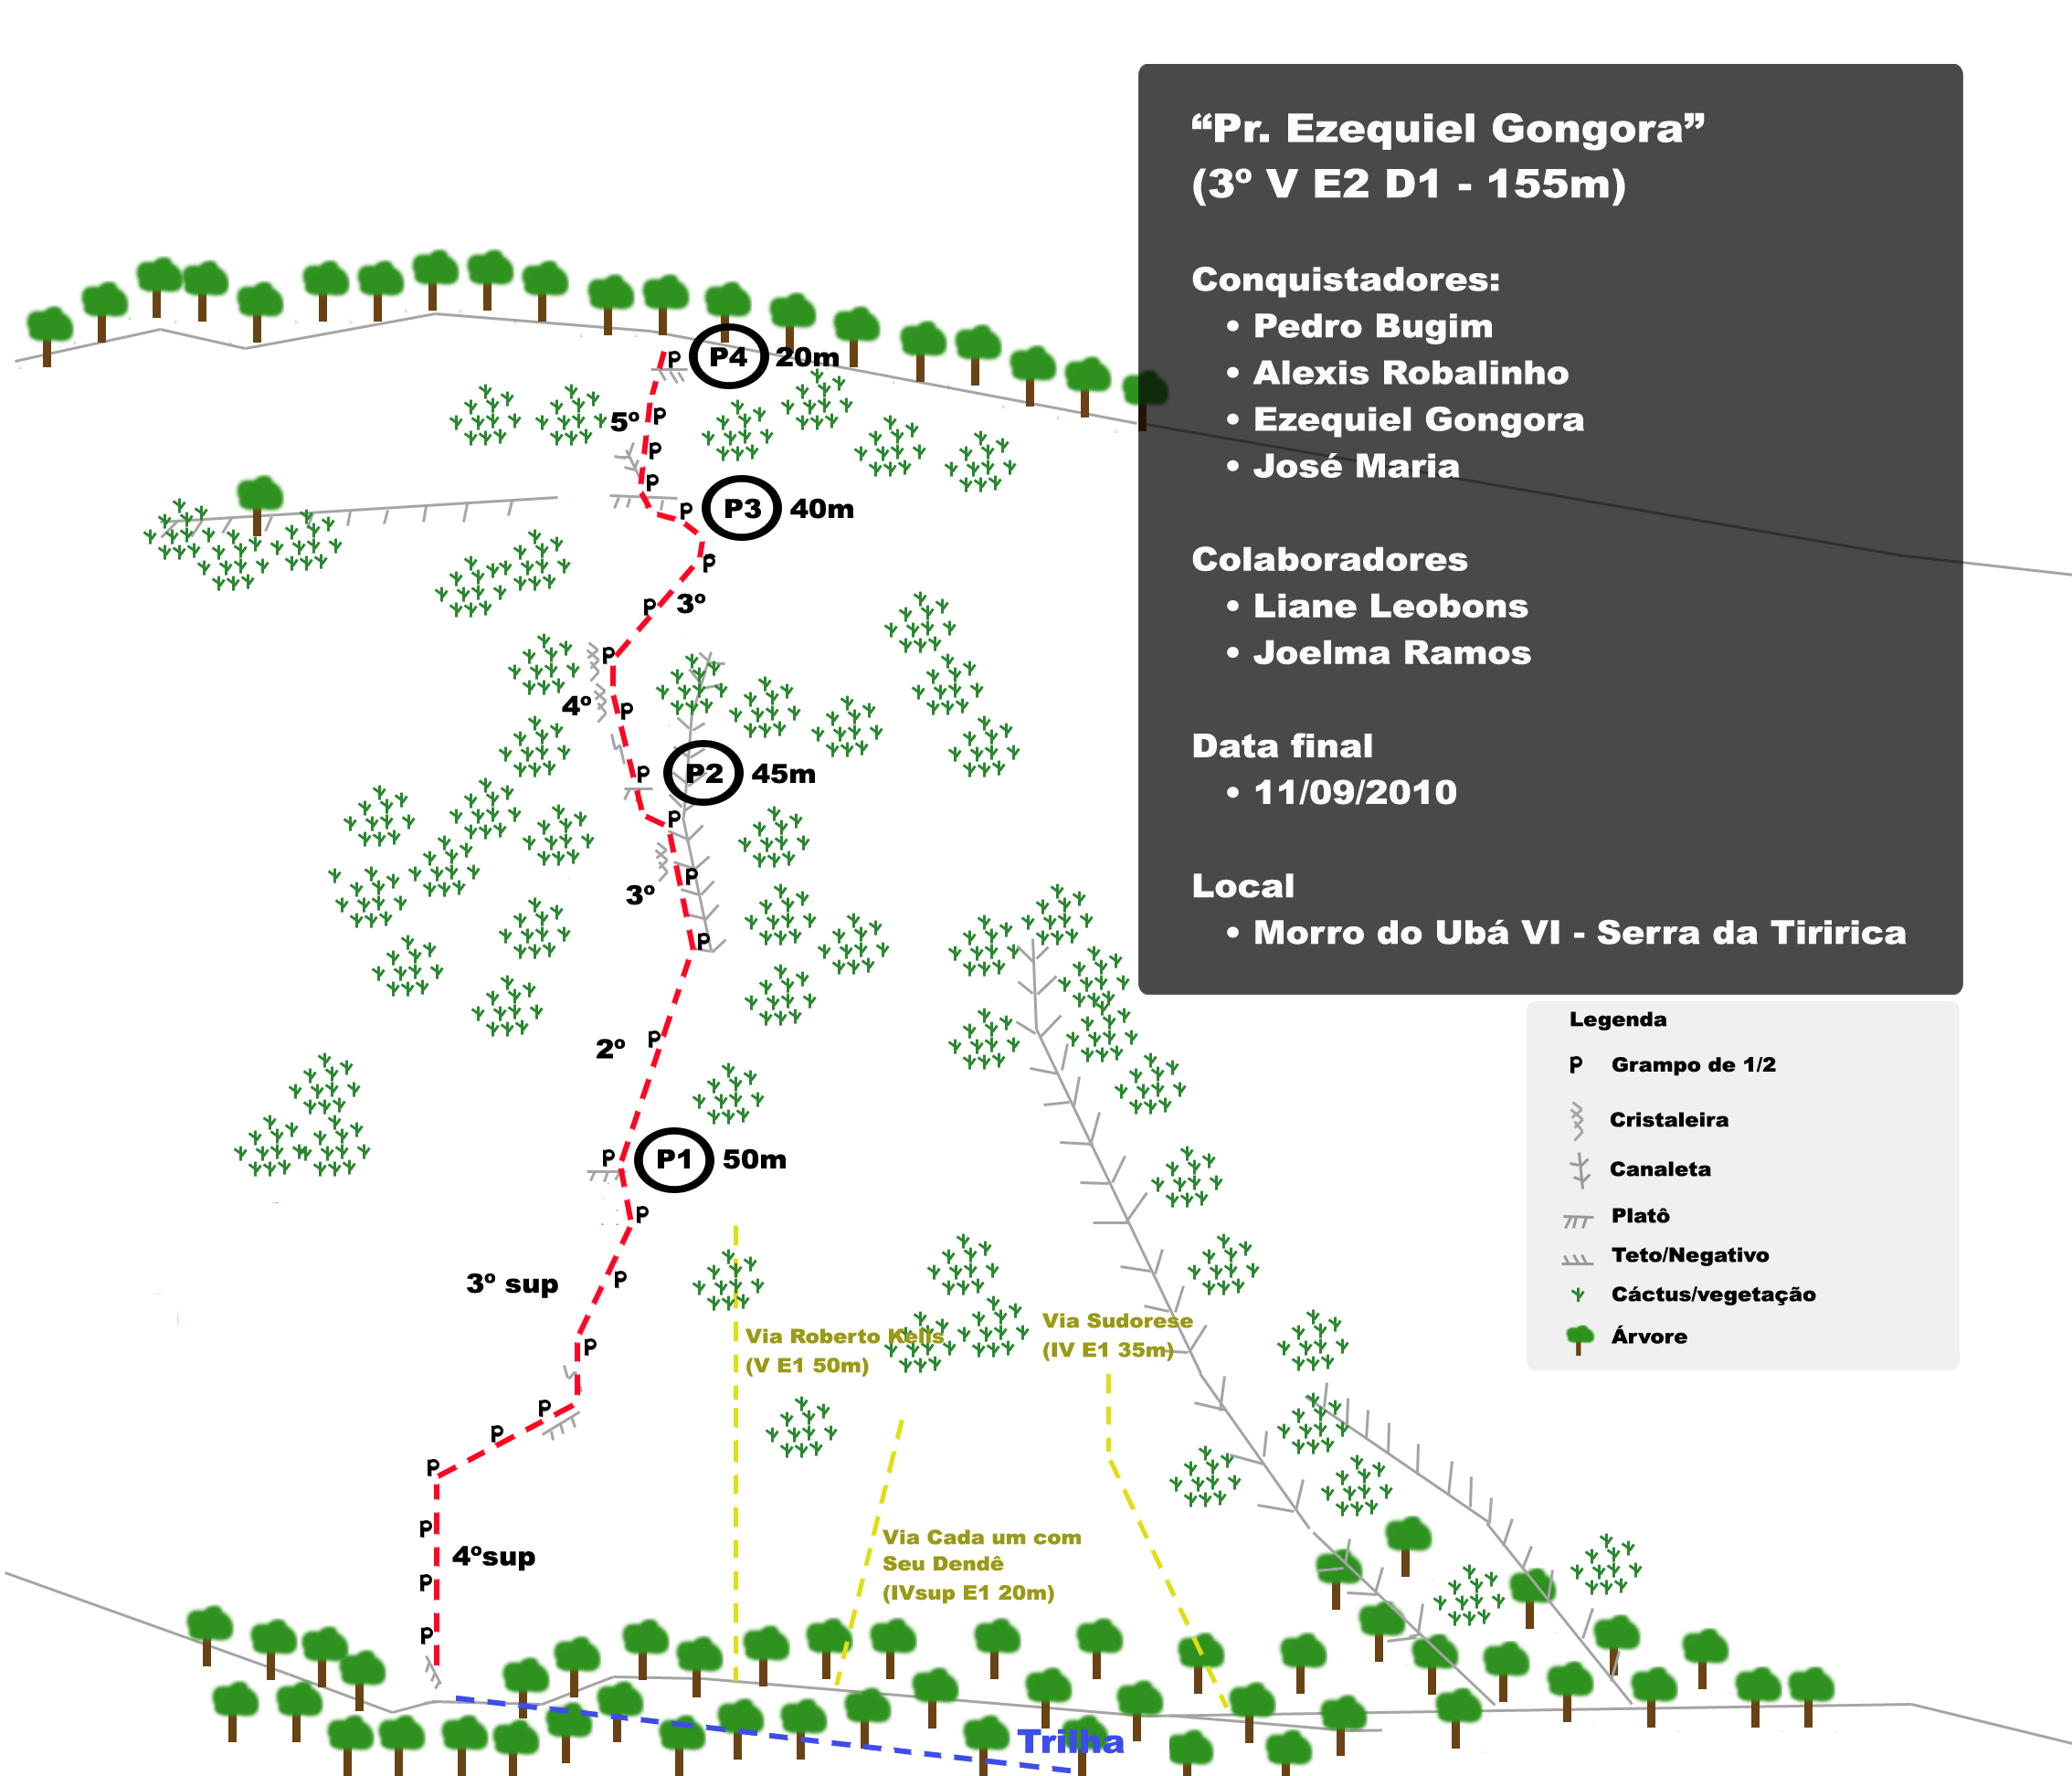 “Pr. Ezequiel Gongora”
(3º V E2 D1 - 155m)
Conquistadores:
• Pedro Bugim
• Alexis Robalinho
• Ezequiel Gongora
• José Maria
Colaboradores
• Liane Leobons
• Joelma Ramos
Data final
• 11/09/2010
Local
• Morro do Ubá VI - Serra da Tiririca
Legenda
Grampo de 1/2
Cristaleira
Canaleta
Platô
Teto/Negativo
Cáctus/vegetação
Árvore
P4 20m
5º
P3 40m
3º
4º
P2 45m
3º
2º
P1 50m
3º sup
4ºsup
Via Roberto Kelis
(V E1 50m)
Via Sudorese
(IV E1 35m)
Via Cada um com
Seu Dendê
(IVsup E1 20m)
Trilha